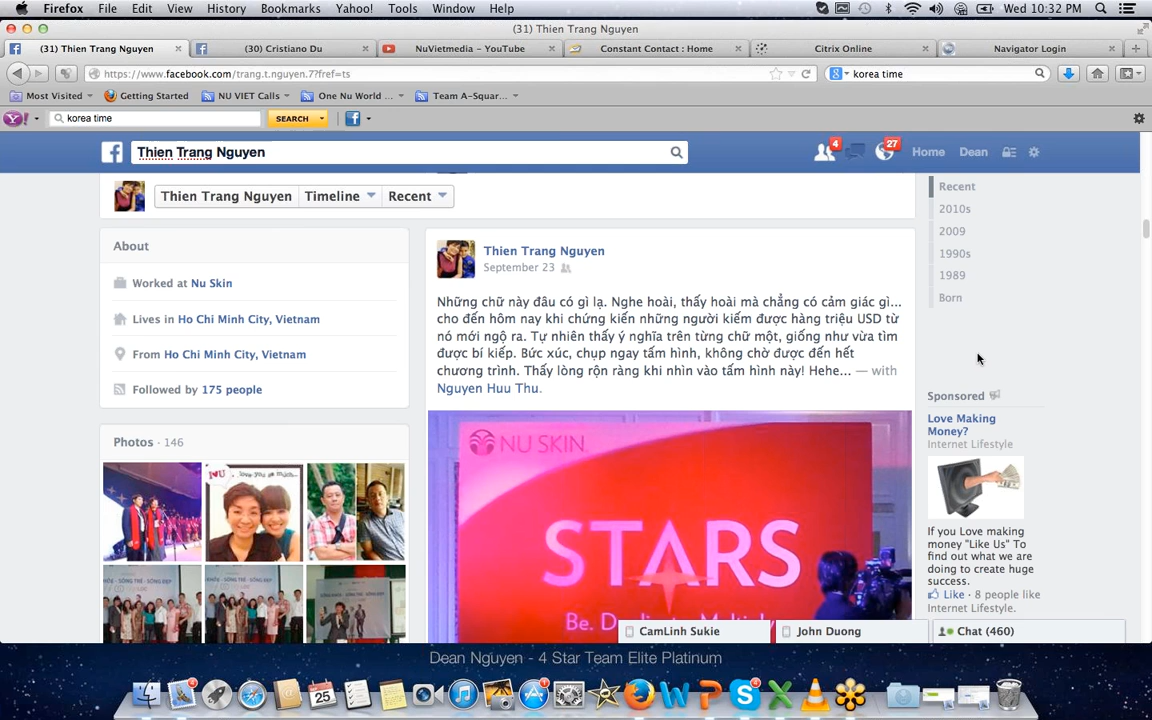 Firefox File Edit View History Bookmarks Yahoo! Tools Window Help Wed 10:32 PM
(31) Thien Trang Nguyen
(31) Thien Trang Nguyen (30) Cristiano Du NuVietmedia - YouTube Constant Contact : Home Citrix Online Navigator Login
https://www.facebook.com/trang.t.nguyen.7?fref=ts korea time
Most Visited Getting Started NU VIET Calls One Nu World ... Team A-Squar...
korea time SEARCH
Thien Trang Nguyen 4 27 Home Dean
Thien Trang Nguyen Timeline Recent
Recent
2010s
2009
1990s
1989
Born
About
Worked at Nu Skin
Lives in Ho Chi Minh City, Vietnam
From Ho Chi Minh City, Vietnam
Followed by 175 people
Photos · 146
Thien Trang Nguyen
September 23
Những chữ này đâu có gì lạ. Nghe hoài, thấy hoài mà chẳng có cảm giác gì...
cho đến hôm nay khi chứng kiến những người kiếm được hàng triệu USD từ
nó mới ngộ ra. Tự nhiên thấy ý nghĩa trên từng chữ một, giống như vừa tìm
được bí kiếp. Bức xúc, chụp ngay tấm hình, không chờ được đến hết
chương trình. Thấy lòng rộn ràng khi nhìn vào tấm hình này! Hehe... — with
Nguyen Huu Thu.
NU SKIN
STARS
Be.
Sponsored
Love Making
Money?
Internet Lifestyle
If you Love making
money "Like Us" To
find out what we are
doing to create huge
success.
Like · 8 people like
Internet Lifestyle.
CamLinh Sukie John Duong Chat (460)
Dean Nguyen - 4 Star Team Elite Platinum
25